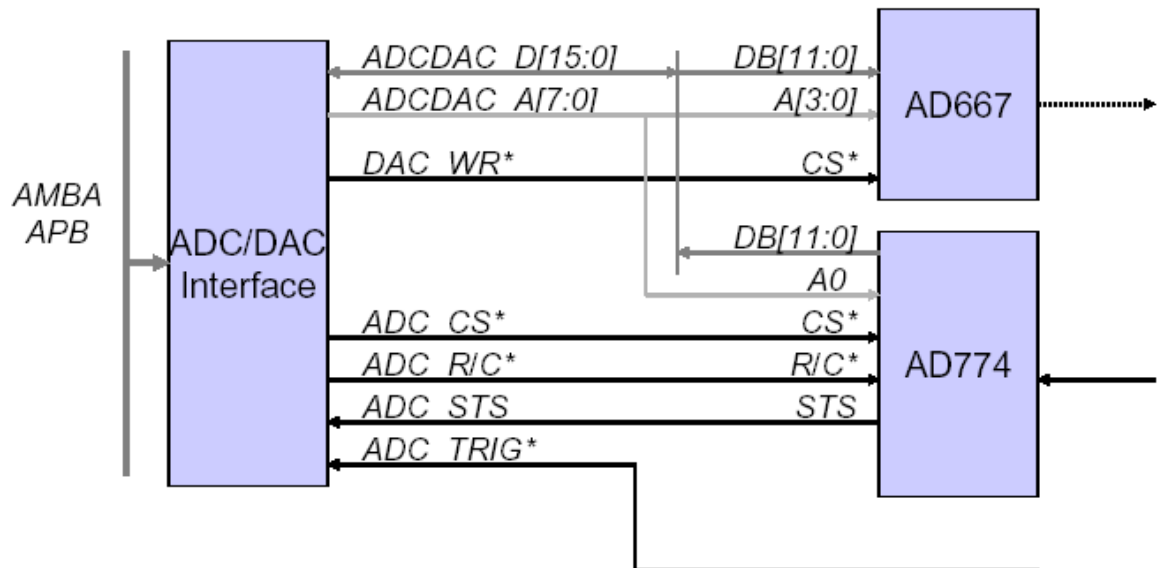 ADCDAC D[15:0]
DB[11:0]
ADCDAC A[7:0]
A[3:0]
AD667
DAC WR*
CS*
AMBA
APB
ADC/DAC
Interface
DB[11:0]
A0
ADC CS*
CS*
ADC R/C*
R/C*
AD774
ADC STS
STS
ADC TRIG*